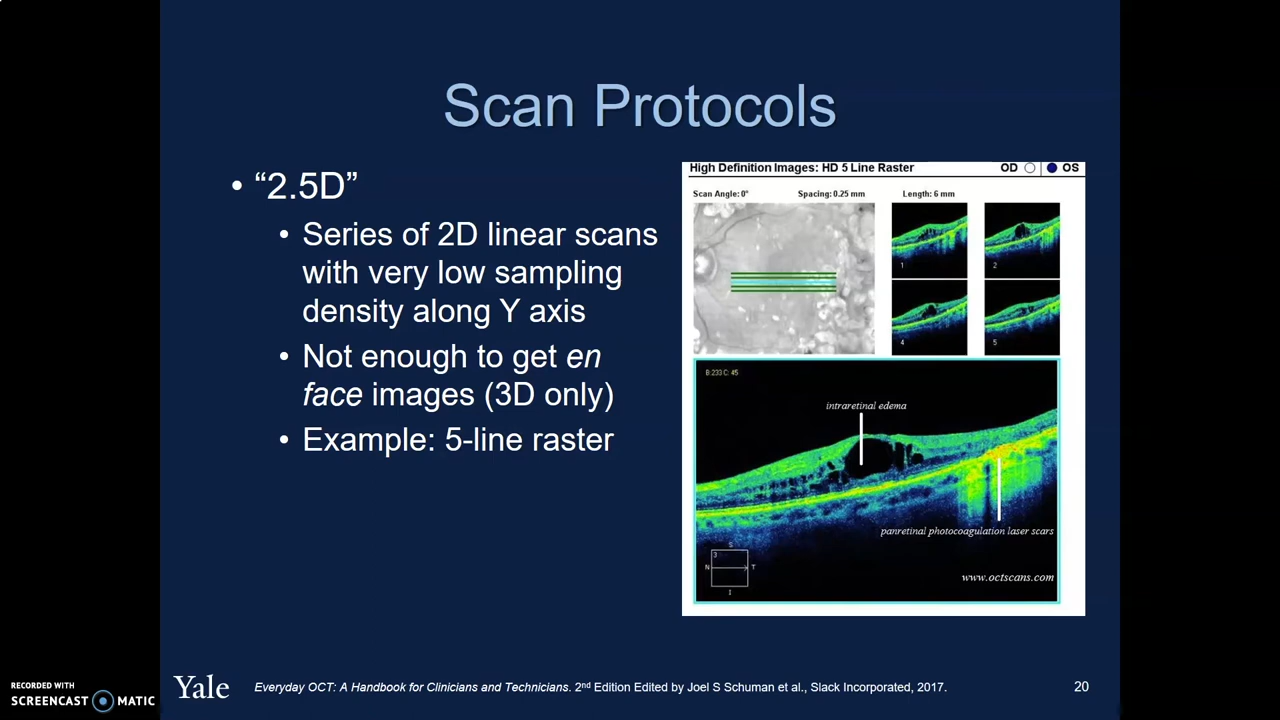 Scan Protocols
• “2.5D”
• Series of 2D linear scans
with very low sampling
density along Y axis
• Not enough to get en
face images (3D only)
• Example: 5-line raster
High Definition Images: HD 5 Line Raster OD OS
Scan Angle: 0° Spacing: 0.25 mm Length: 6 mm
1 2
4 5
B:233 C: 45
intraretinal edema
panretinal photocoagulation laser scars
S
3
N T
I
www.octscans.com
RECORDED WITH
SCREENCAST MATIC
Yale
Everyday OCT: A Handbook for Clinicians and Technicians. 2nd Edition Edited by Joel S Schuman et al., Slack Incorporated, 2017.
20